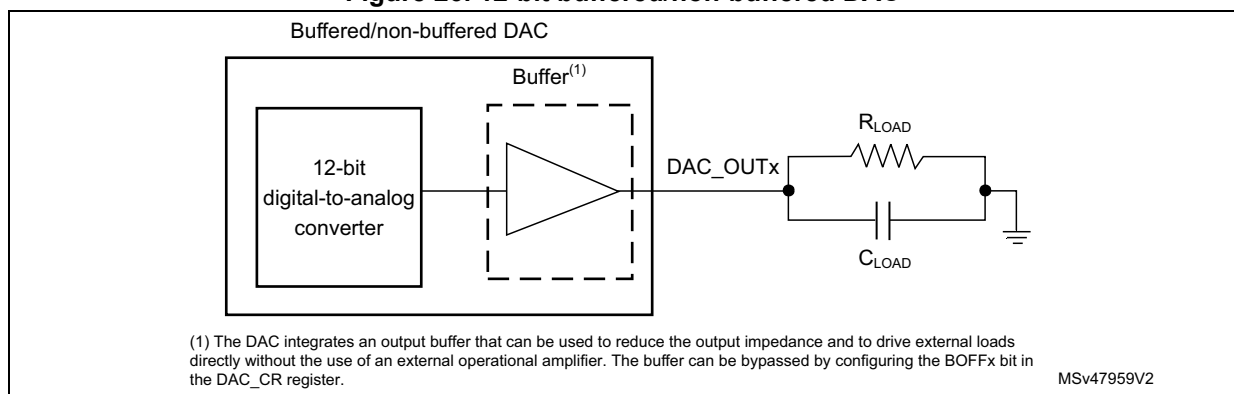 Buffered/non-buffered DAC
Buffer(1)
12-bit
digital-to-analog
converter
DAC_OUTx
RLOAD
CLOAD
(1) The DAC integrates an output buffer that can be used to reduce the output impedance and to drive external loads
directly without the use of an external operational amplifier. The buffer can be bypassed by configuring the BOFFx bit in
the DAC_CR register.
MSv47959V2